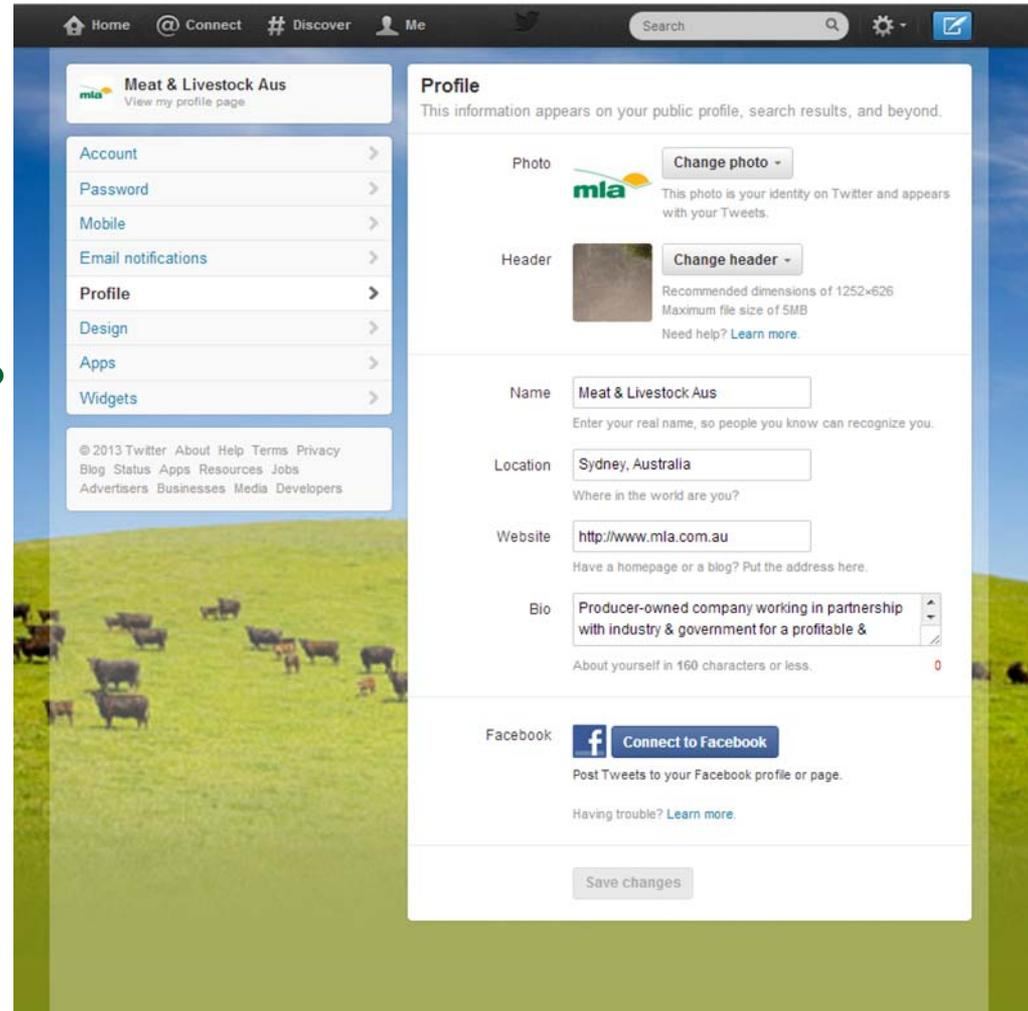 Home @ Connect # Discover Me
Search
mla
Meat & Livestock Aus
View my profile page
Account
Password
Mobile
Email notifications
Profile
Design
Apps
Widgets
© 2013 Twitter About Help Terms Privacy
Blog Status Apps Resources Jobs
Advertisers Businesses Media Developers
Profile
This information appears on your public profile, search results, and beyond.
Photo
mla
Change photo
This photo is your identity on Twitter and appears
with your Tweets.
Header
Change header
Recommended dimensions of 1252×626
Maximum file size of 5MB
Need help? Learn more.
Name
Meat & Livestock Aus
Enter your real name, so people you know can recognize you.
Location
Sydney, Australia
Where in the world are you?
Website
http://www.mla.com.au
Have a homepage or a blog? Put the address here.
Bio
Producer-owned company working in partnership
with industry & government for a profitable &
About yourself in 160 characters or less. 0
Facebook
f Connect to Facebook
Post Tweets to your Facebook profile or page.
Having trouble? Learn more.
Save changes